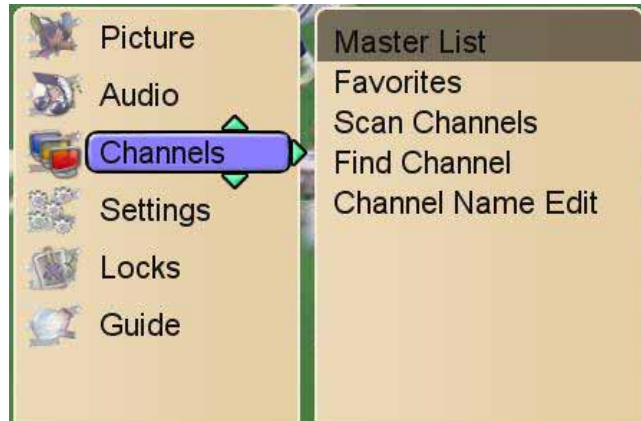 Picture
Audio
Channels
Settings
Locks
Guide
Master List
Favorites
Scan Channels
Find Channel
Channel Name Edit